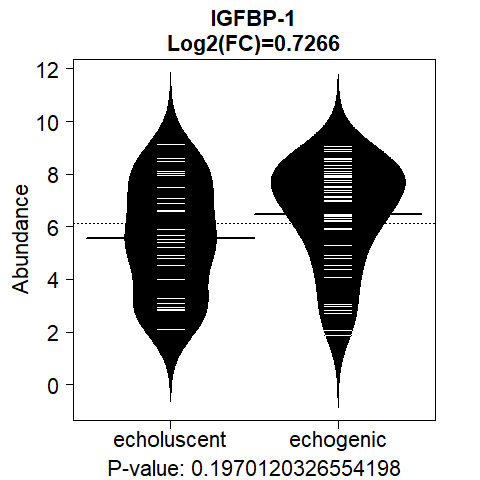 IGFBP-1
Log2(FC)=0.7266
Abundance
12
10
8
6
4
2
0
echoluscent echogenic
P-value: 0.1970120326554198